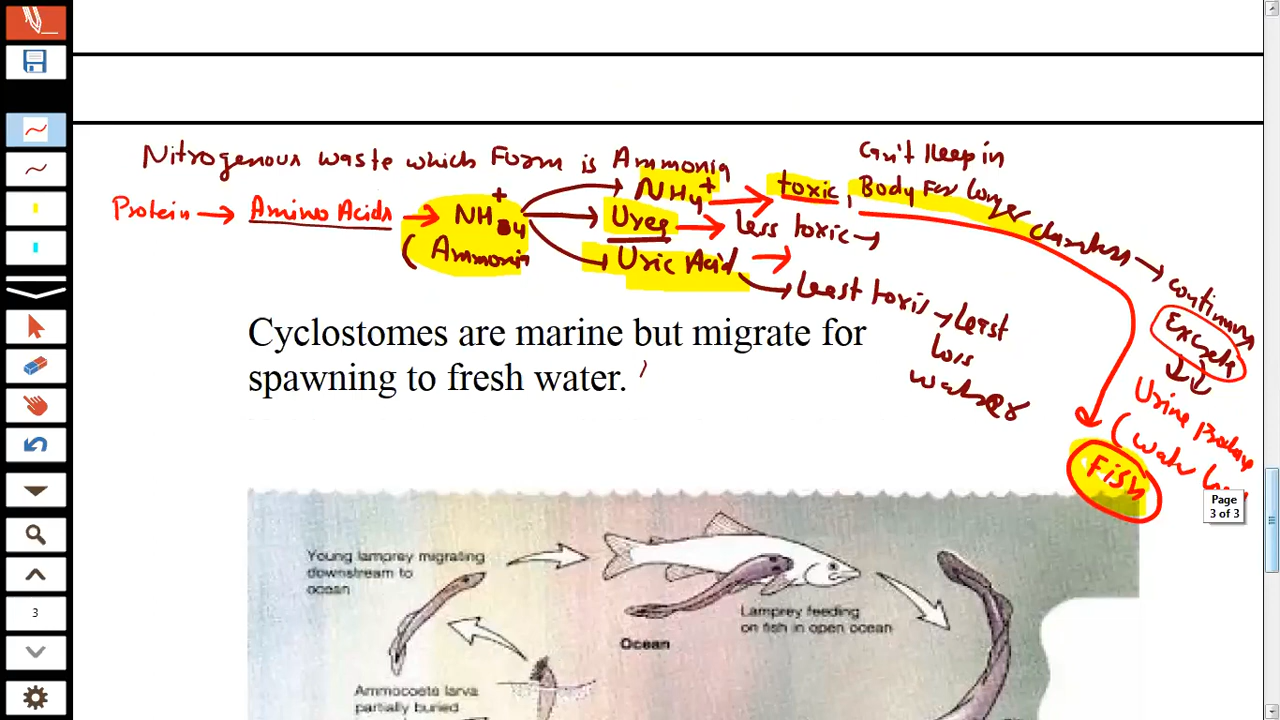 Nitrogenous waste which Form is Ammonia
Can't Keep in
Protein → Amino Acids → NH4+
(Ammonia
NH4+ → toxic, Body For longer
Urea → less toxic →
Uric Acid →
Least toxic → Least
loss
water
Excrete
Urine Produce
(water
Fish
Cyclostomes are marine but migrate for
spawning to fresh water.
Page
3 of 3
Young lamprey migrating
downstream to
ocean
Lamprey feeding
on fish in open ocean
Ocean
Ammocoete larva
partially buried
3